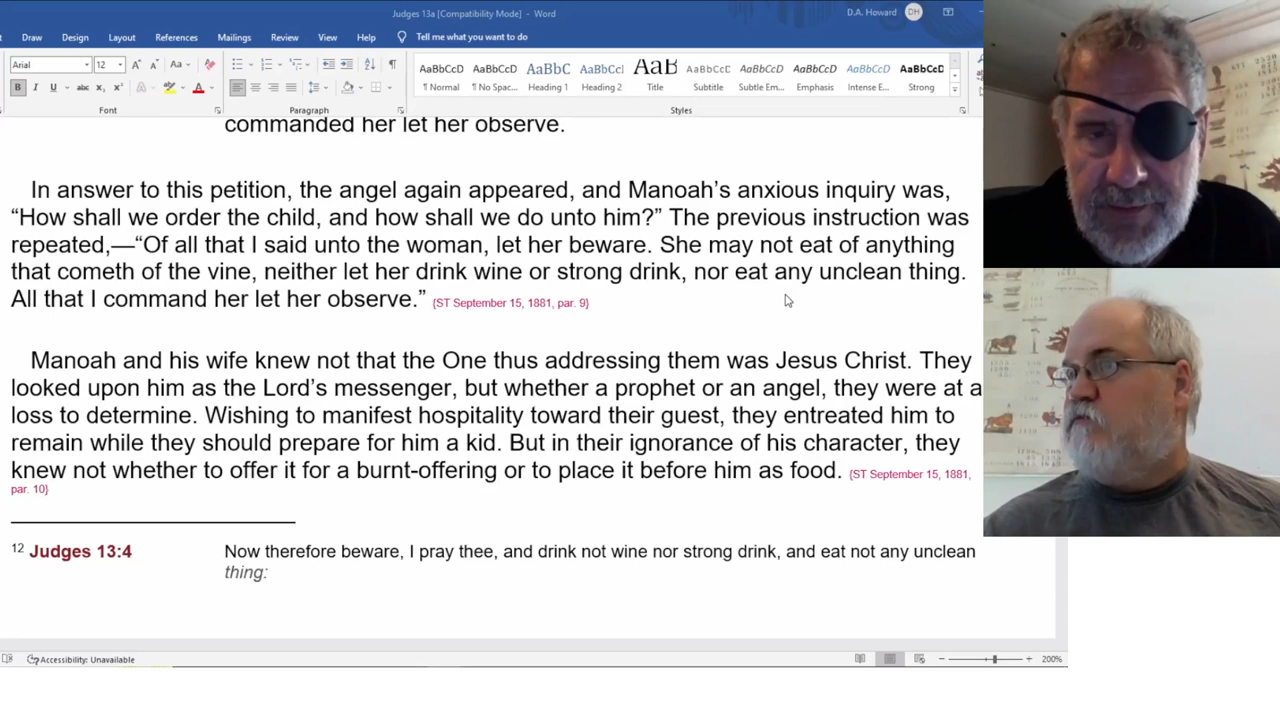 Judges 13a [Compatibility Mode] - Word
D.A. Howard DH
Draw Design Layout References Mailings Review View Help Tell me what you want to do
Arial 12 Aa
AaBbCcD AaBbCcD AaBbC AaBbCcI AaB AaBbCcD AaBbCcD AaBbCcD AaBbCcD AaBbCcD
B I U ab x₂ x² A A
¶ Normal ¶ No Spac... Heading 1 Heading 2 Title Subtitle Subtle Em... Emphasis Intense E... Strong
Font Paragraph Styles
commanded her let her observe.
In answer to this petition, the angel again appeared, and Manoah’s anxious inquiry was,
“How shall we order the child, and how shall we do unto him?” The previous instruction was
repeated,—“Of all that I said unto the woman, let her beware. She may not eat of anything
that cometh of the vine, neither let her drink wine or strong drink, nor eat any unclean thing.
All that I command her let her observe.” {ST September 15, 1881, par. 9}
Manoah and his wife knew not that the One thus addressing them was Jesus Christ. They
looked upon him as the Lord’s messenger, but whether a prophet or an angel, they were at a
loss to determine. Wishing to manifest hospitality toward their guest, they entreated him to
remain while they should prepare for him a kid. But in their ignorance of his character, they
knew not whether to offer it for a burnt-offering or to place it before him as food. {ST September 15, 1881,
par. 10}
12 Judges 13:4 Now therefore beware, I pray thee, and drink not wine nor strong drink, and eat not any unclean
thing:
Accessibility: Unavailable
200%